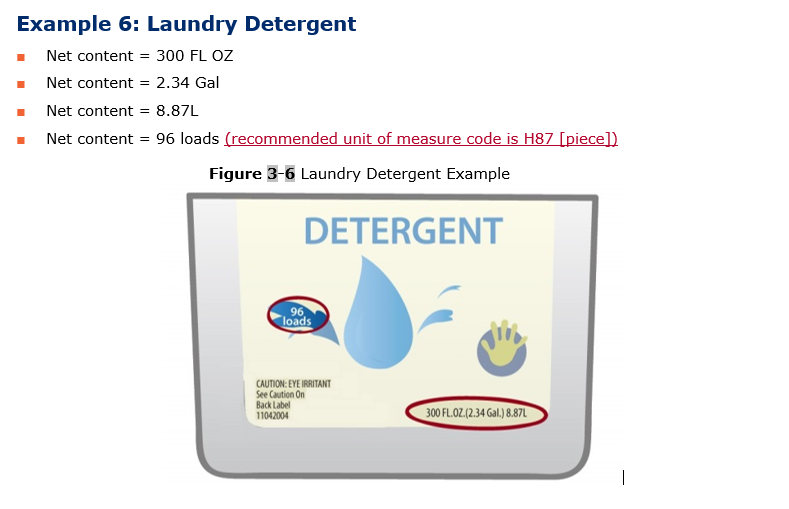 Example 6: Laundry Detergent
Net content = 300 FL OZ
Net content = 2.34 Gal
Net content = 8.87L
Net content = 96 loads (recommended unit of measure code is H87 [piece])
Figure 3-6 Laundry Detergent Example
DETERGENT
96
loads
CAUTION: EYE IRRITANT
See Caution On
Back Label
11042004
300 FL.OZ.(2.34 Gal.) 8.87L